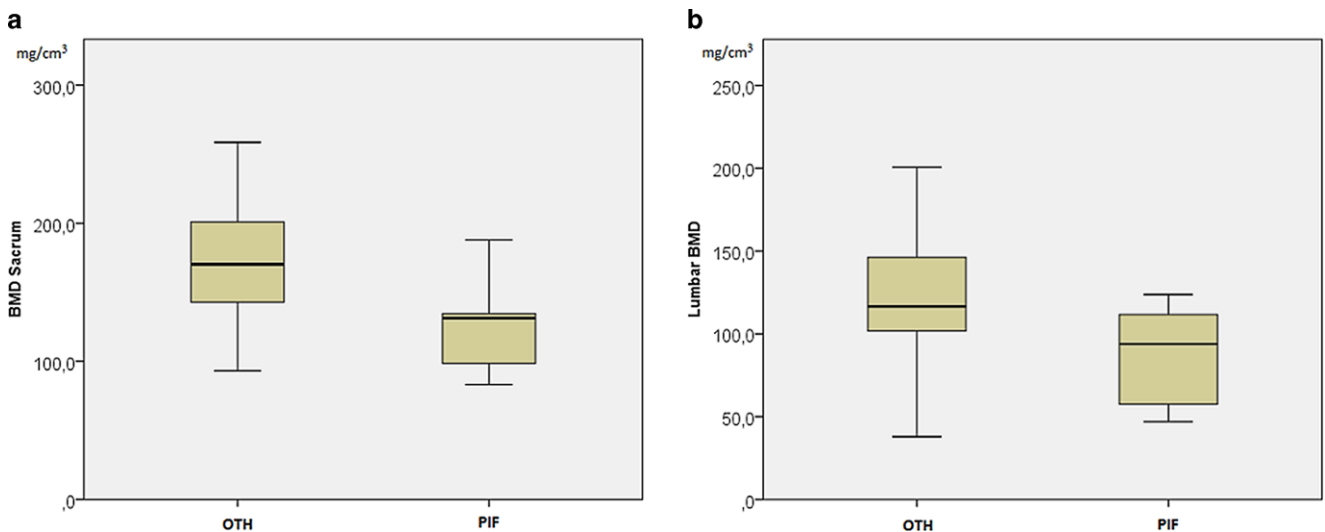 a
mg/cm³
300,0
200,0
100,0
,0
BMD Sacrum
OTH
PIF
b
mg/cm³
250,0
200,0
150,0
100,0
50,0
,0
Lumbar BMD
OTH
PIF